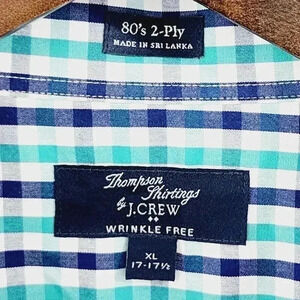 80's 2-Ply
MADE IN SRI LANKA
Thompson
Shirtings
by J.CREW
WRINKLE FREE
XL
17-17½